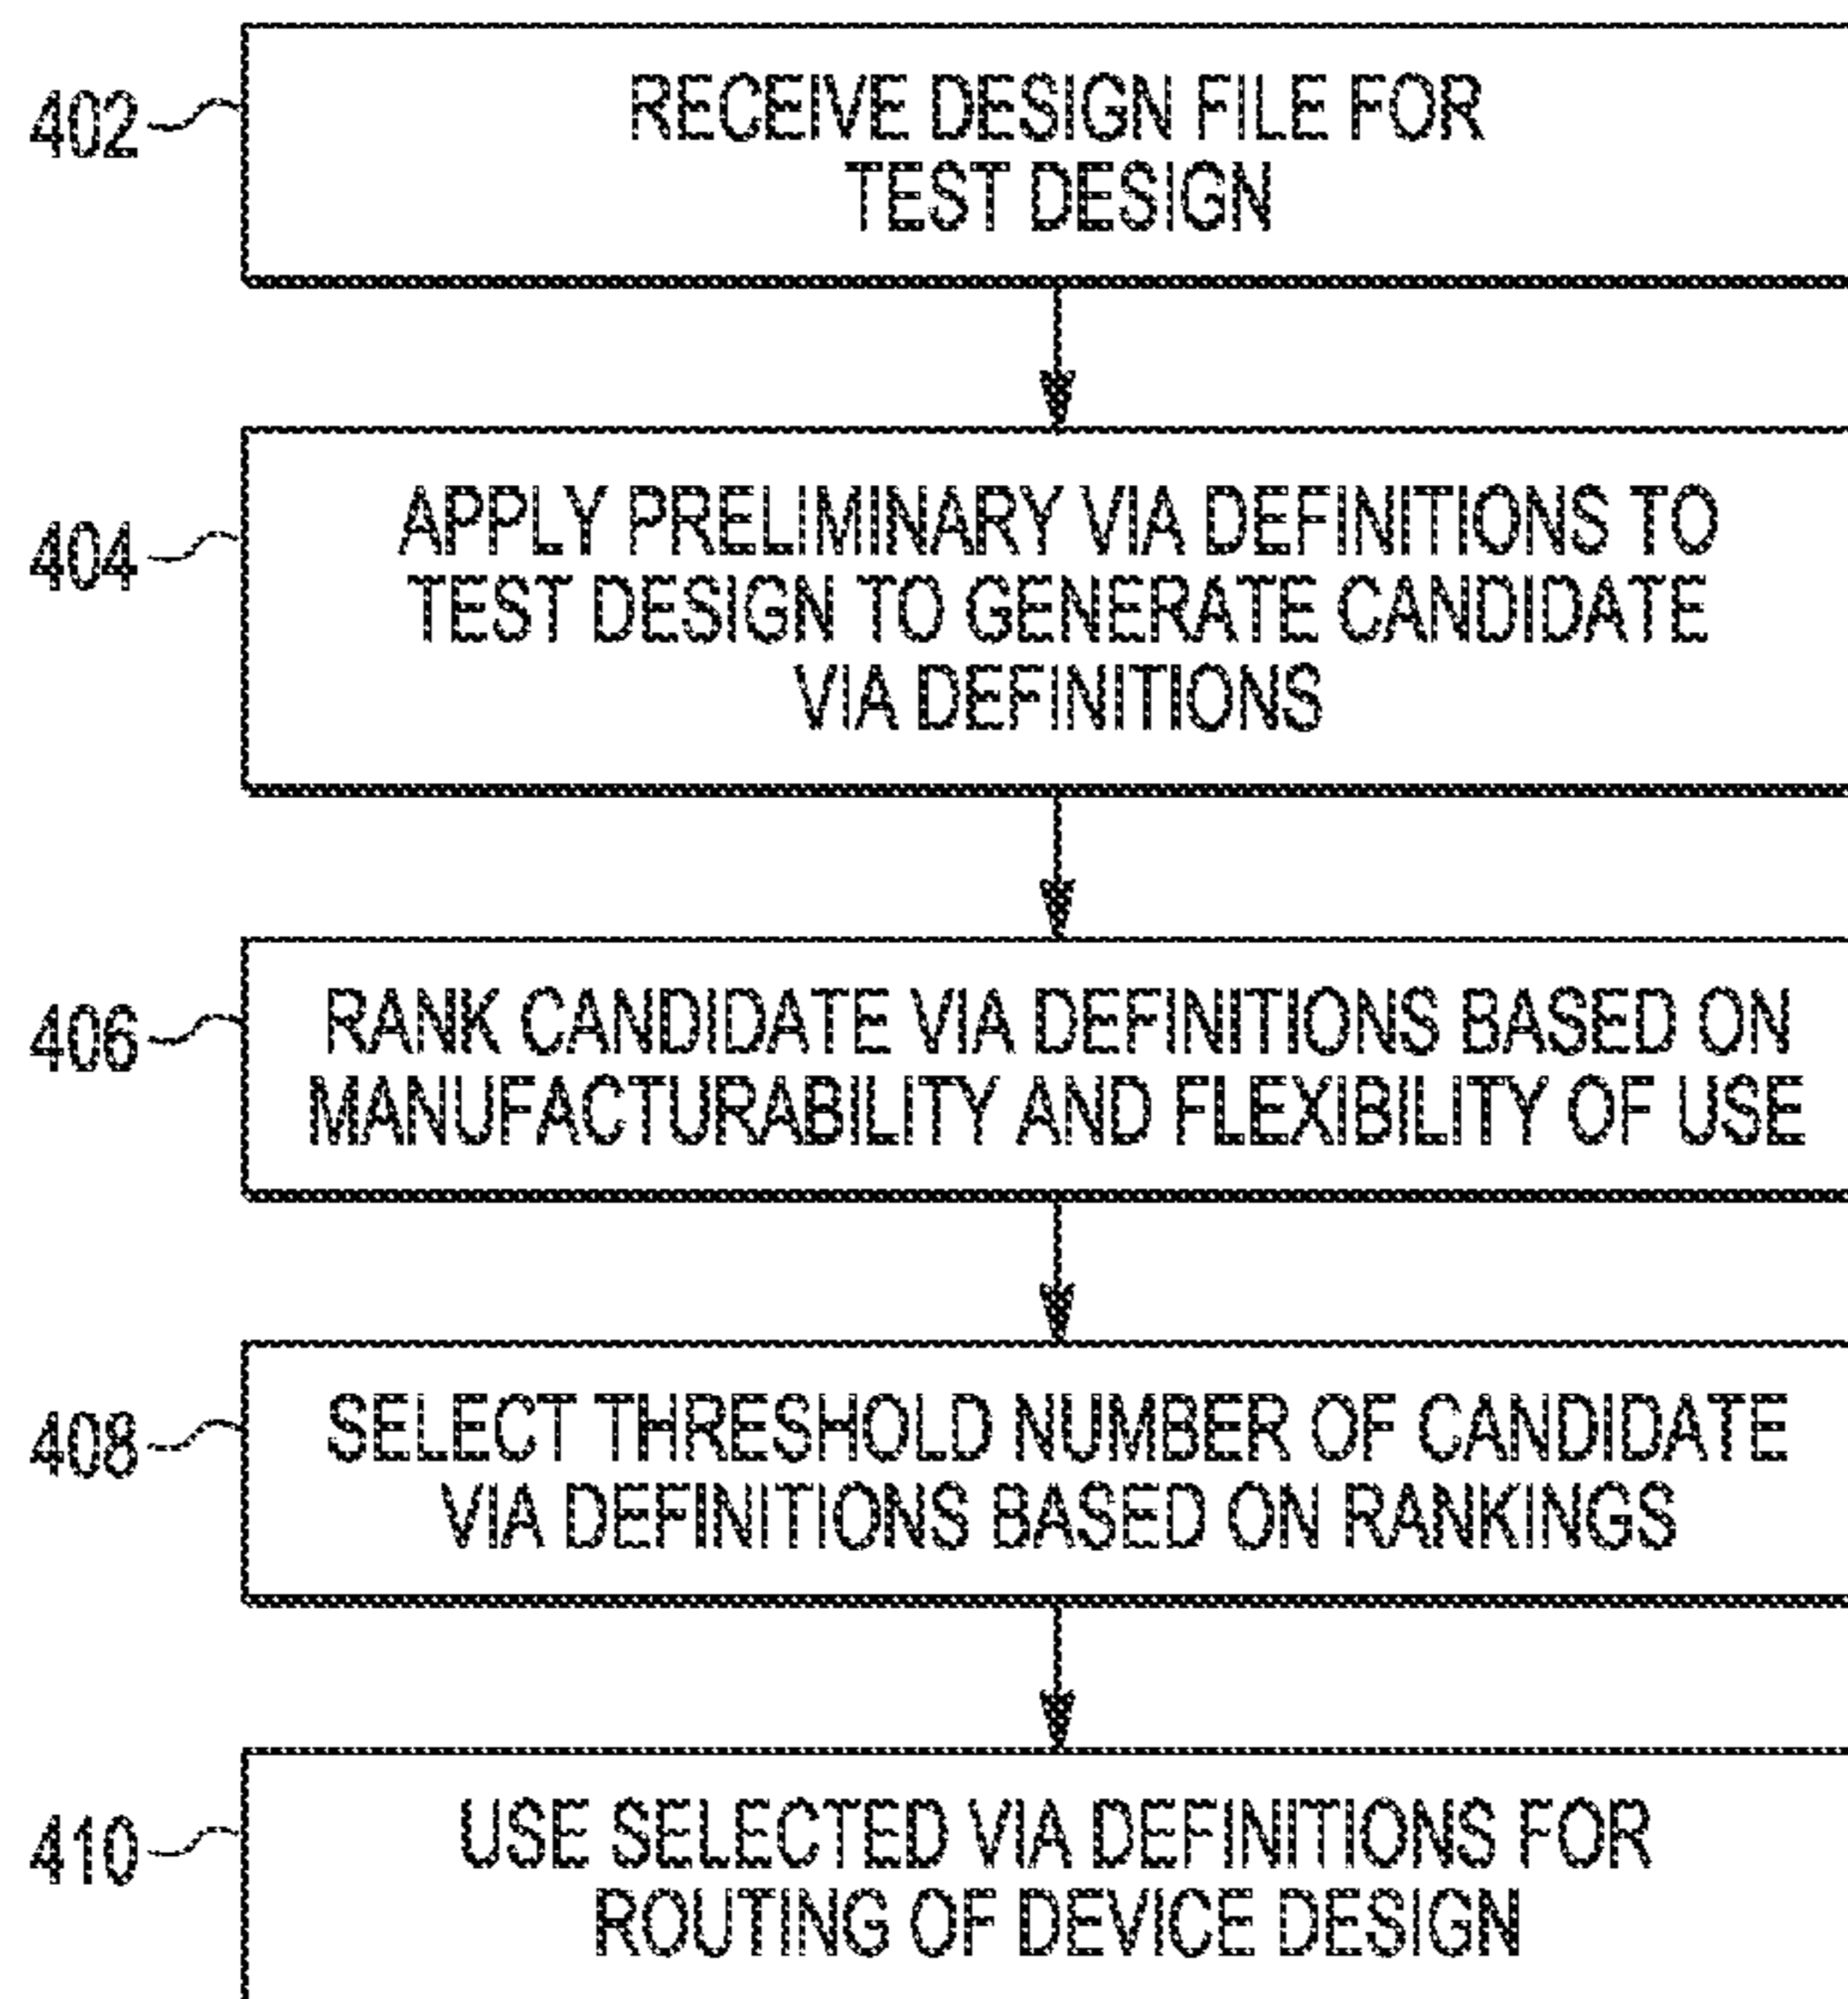 402
RECEIVE DESIGN FILE FOR
TEST DESIGN
404
APPLY PRELIMINARY VIA DEFINITIONS TO
TEST DESIGN TO GENERATE CANDIDATE
VIA DEFINITIONS
406
RANK CANDIDATE VIA DEFINITIONS BASED ON
MANUFACTURABILITY AND FLEXIBILITY OF USE
408
SELECT THRESHOLD NUMBER OF CANDIDATE
VIA DEFINITIONS BASED ON RANKINGS
410
USE SELECTED VIA DEFINITIONS FOR
ROUTING OF DEVICE DESIGN